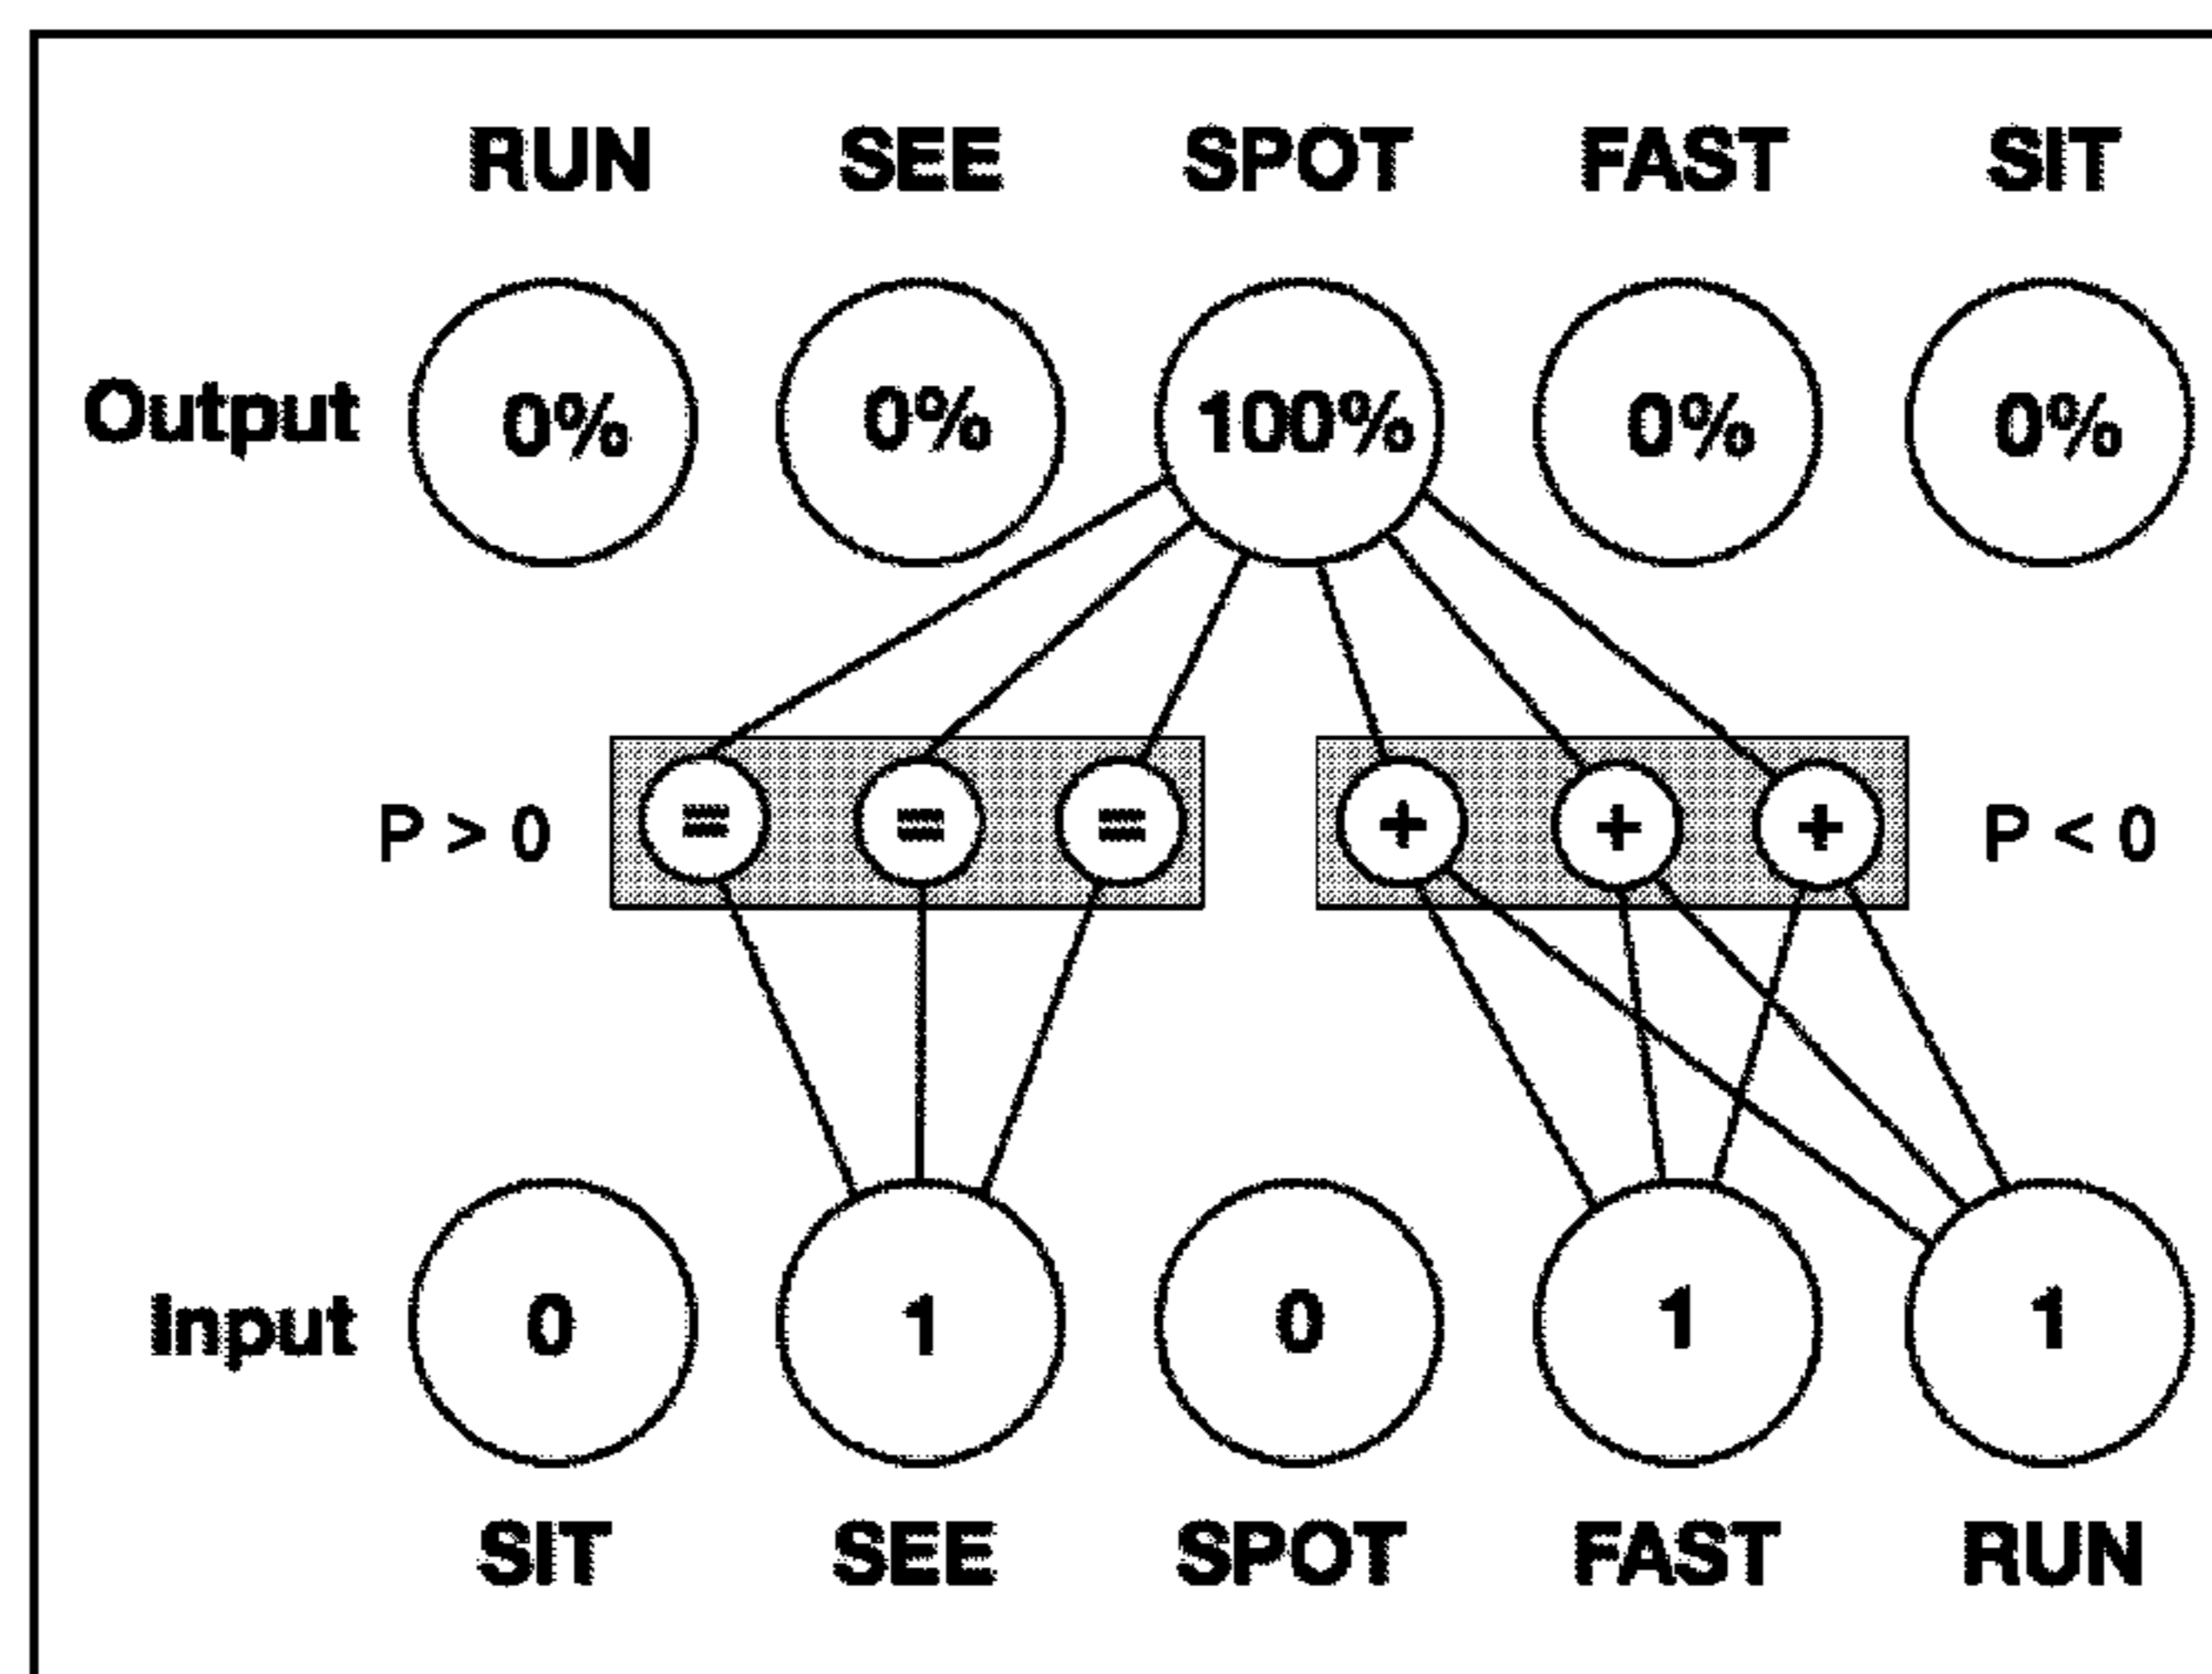 RUN SEE SPOT FAST SIT
Output 0% 0% 100% 0% 0%
P > 0 = = = + + + P < 0
Input 0 1 0 1 1
SIT SEE SPOT FAST RUN